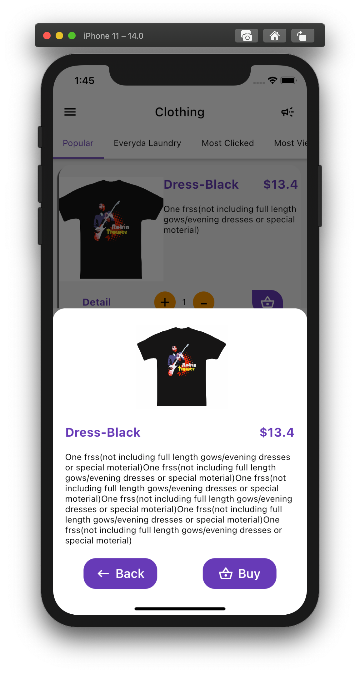 iPhone 11 – 14.0
1:45
Clothing
Popular Everyda Laundry Most Clicked Most Vie
Dress-Black $13.4
One frss(not including full length
gows/evening dresses or special
moterial)
Detail + 1 -
Dress-Black $13.4
One frss(not including full length gows/evening dresses
or special moterial)One frss(not including full length
gows/evening dresses or special moterial)One frss(not
including full length gows/evening dresses or special
moterial)One frss(not including full length gows/evening
dresses or special moterial)One frss(not including full
length gows/evening dresses or special moterial)One
frss(not including full length gows/evening dresses or
special moterial)
← Back Buy